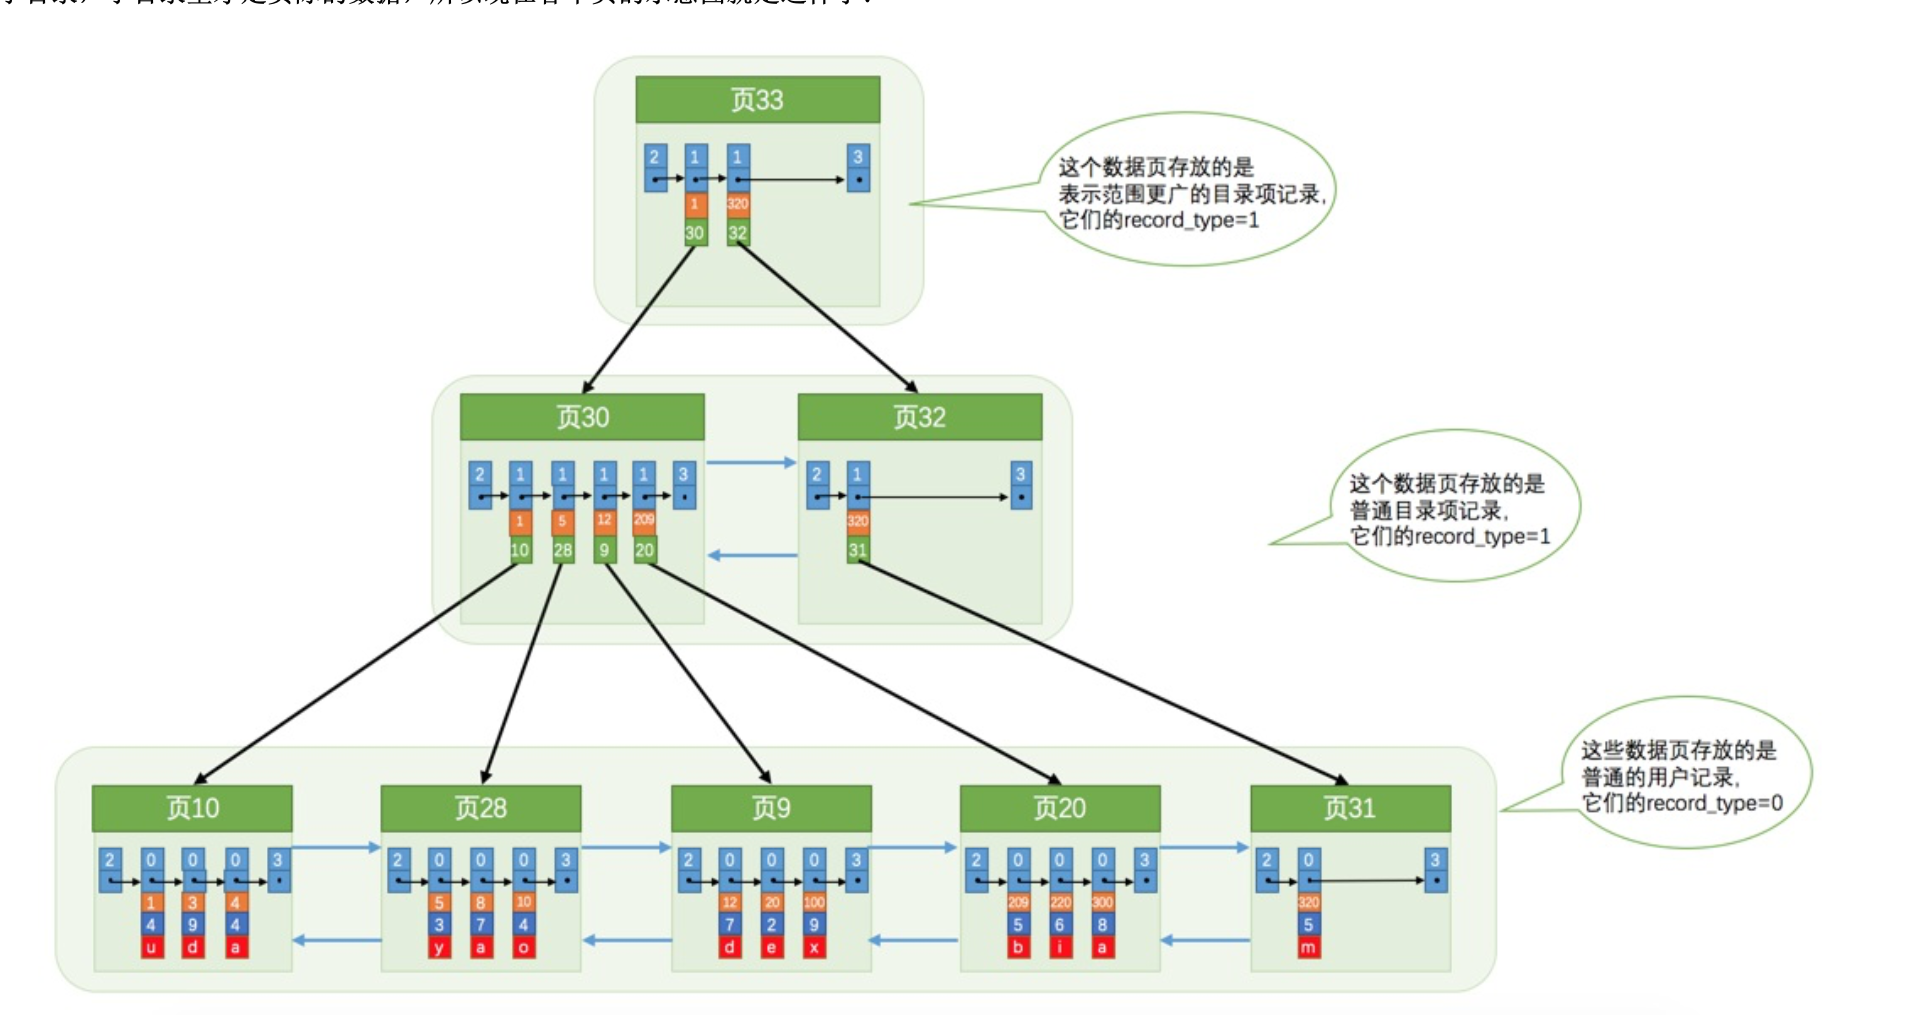 页33
2 1 1 3
1 320
30 32
这个数据页存放的是
表示范围更广的目录项记录,
它们的record_type=1
页30 页32
2 1 1 1 1 3 2 1 3
1 5 12 209 320
10 28 9 20 31
这个数据页存放的是
普通目录项记录,
它们的record_type=1
这些数据页存放的是
普通的用户记录,
它们的record_type=0
页10 页28 页9 页20 页31
2 0 0 0 3 2 0 0 0 3 2 0 0 0 3 2 0 0 0 3 2 0 3
1 3 4 5 8 10 12 20 100 209 220 300 320
4 9 4 3 7 4 7 2 9 5 6 8 5
u d a y a o d e x b i a m